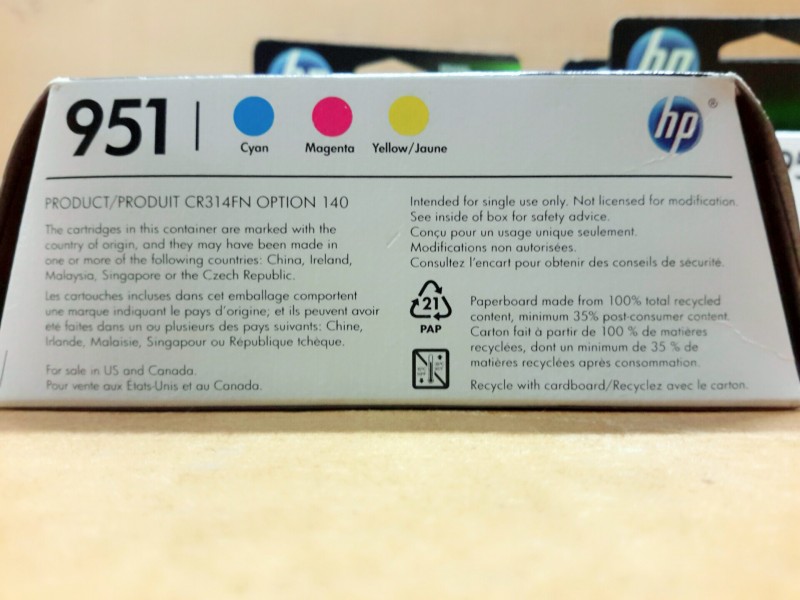 951
Cyan
Magenta
Yellow/Jaune
hp
®
PRODUCT/PRODUIT CR314FN OPTION 140
The cartridges in this container are marked with the
country of origin, and they may have been made in
one or more of the following countries: China, Ireland,
Malaysia, Singapore or the Czech Republic.
Les cartouches incluses dans cet emballage comportent
une marque indiquant le pays d'origine; et ils peuvent avoir
été faites dans un ou plusieurs des pays suivants: Chine,
Irlande, Malaisie, Singapour ou République tchèque.
For sale in US and Canada.
Pour vente aux États-Unis et au Canada.
Intended for single use only. Not licensed for modification.
See inside of box for safety advice.
Conçu pour un usage unique seulement.
Modifications non autorisées.
Consultez l'encart pour obtenir des conseils de sécurité.
21
PAP
Paperboard made from 100% total recycled
content, minimum 35% post-consumer content.
Carton fait à partir de 100 % de matières
recyclées, dont un minimum de 35 % de
matières recyclées après consommation.
Recycle with cardboard/Recyclez avec le carton.
hp
hp